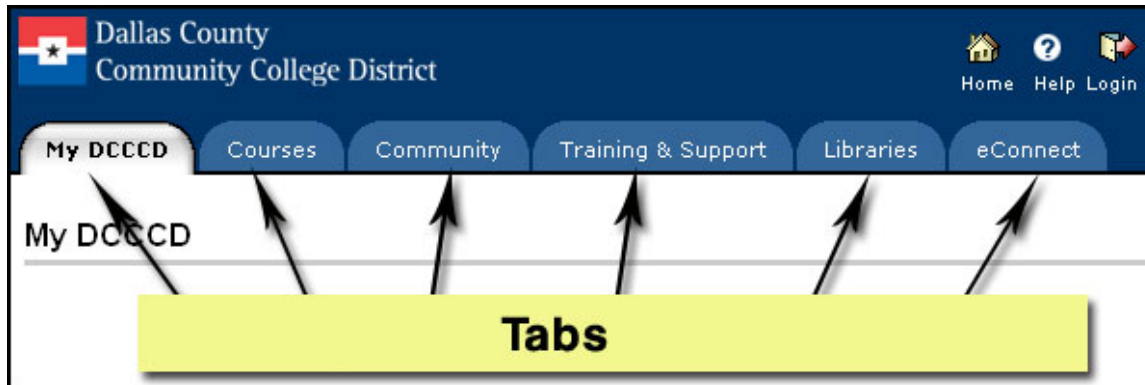 Dallas County
Community College District
Home Help Login
My DCCCD Courses Community Training & Support Libraries eConnect
My DCCCD
Tabs